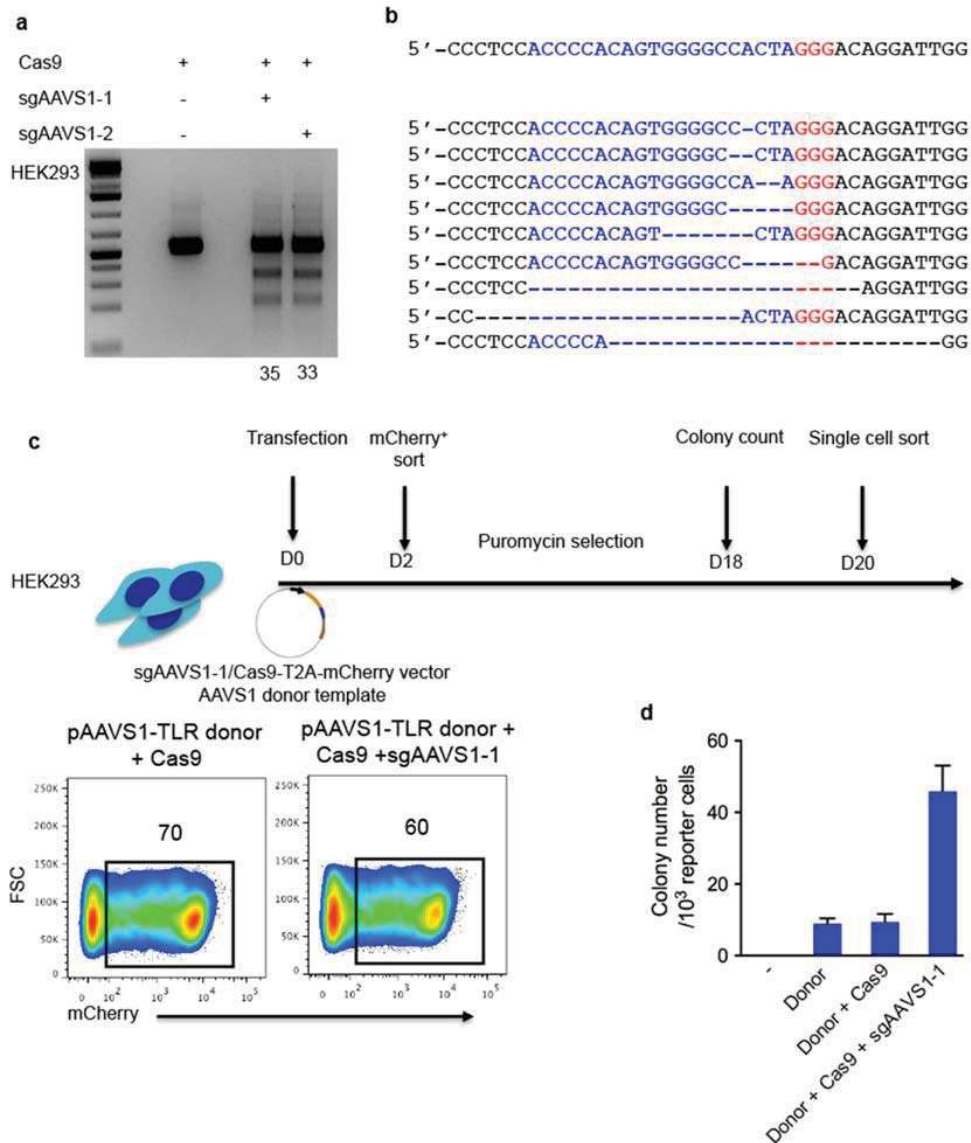 a
Cas9 + + +
sgAAVS1-1 - +
sgAAVS1-2 - +
HEK293
35 33
b
5’-CCCTCCACCCCACAGTGGGGCCACTAGGGACAGGATTGG
5’-CCCTCCACCCCACAGTGGGGCC-CTAGGGACAGGATTGG
5’-CCCTCCACCCCACAGTGGGGC--CTAGGGACAGGATTGG
5’-CCCTCCACCCCACAGTGGGGCCA--AGGGACAGGATTGG
5’-CCCTCCACCCCACAGTGGGGC-----GGGACAGGATTGG
5’-CCCTCCACCCCACAGT-------CTAGGGACAGGATTGG
5’-CCCTCCACCCCACAGTGGGGCC------GACAGGATTGG
5’-CCCTCC-------------------------AGGATTGG
5’-CC--------------------ACTAGGGACAGGATTGG
5’-CCCTCCACCCCA-------------------------GG
c
Transfection
mCherry+ sort
Colony count
Single cell sort
D0
D2
Puromycin selection
D18
D20
HEK293
sgAAVS1-1/Cas9-T2A-mCherry vector
AAVS1 donor template
pAAVS1-TLR donor
+ Cas9
pAAVS1-TLR donor +
Cas9 +sgAAVS1-1
250K
200K
150K
100K
50K
0
FSC
70
0 10² 10³ 10⁴ 10⁵
250K
200K
150K
100K
50K
0
60
0 10² 10³ 10⁴ 10⁵
mCherry
d
Colony number
/10³ reporter cells
60
40
20
0
-
Donor
Donor + Cas9
Donor + Cas9 + sgAAVS1-1